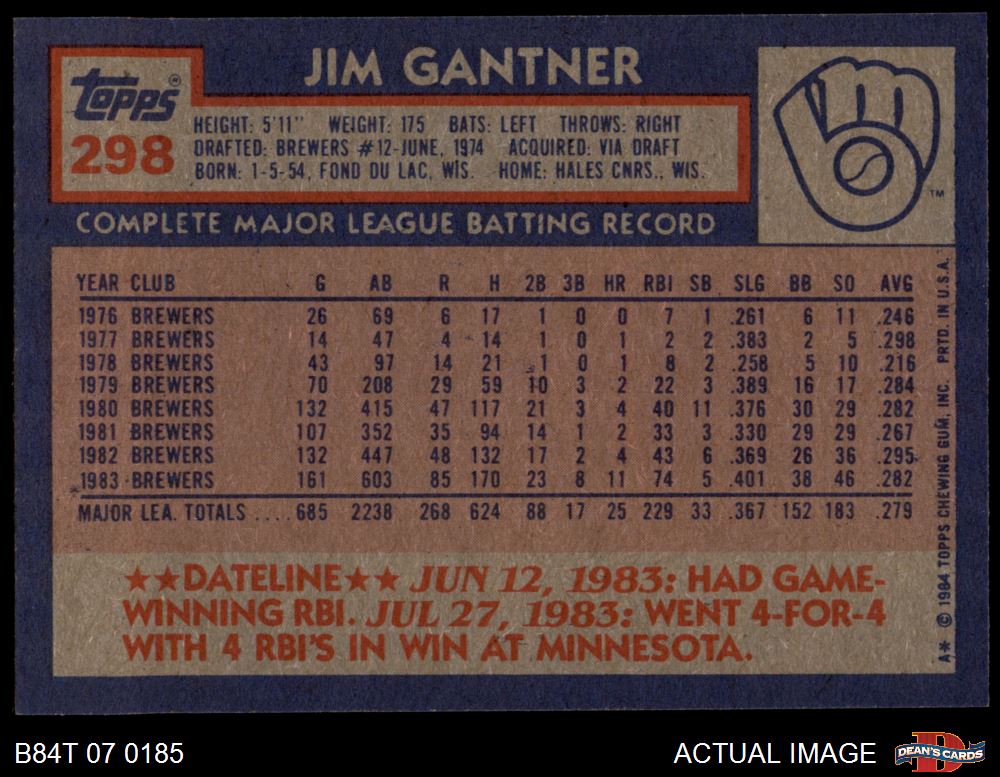 JIM GANTNER
Topps®
298
HEIGHT: 5'11" WEIGHT: 175 BATS: LEFT THROWS: RIGHT
DRAFTED: BREWERS #12-JUNE, 1974 ACQUIRED: VIA DRAFT
BORN: 1-5-54, FOND DU LAC, WIS. HOME: HALES CNRS., WIS.
TM
COMPLETE MAJOR LEAGUE BATTING RECORD
YEAR CLUB G AB R H 2B 3B HR RBI SB SLG BB SO AVG
1976 BREWERS 26 69 6 17 1 0 0 7 1 .261 6 11 .246
1977 BREWERS 14 47 4 14 1 0 1 2 2 .383 2 5 .298
1978 BREWERS 43 97 14 21 1 0 1 8 2 .258 5 10 .216
1979 BREWERS 70 208 29 59 10 3 2 22 3 .389 16 17 .284
1980 BREWERS 132 415 47 117 21 3 4 40 11 .376 30 29 .282
1981 BREWERS 107 352 35 94 14 1 2 33 3 .330 29 29 .267
1982 BREWERS 132 447 48 132 17 2 4 43 6 .369 26 36 .295
1983 BREWERS 161 603 85 170 23 8 11 74 5 .401 38 46 .282
MAJOR LEA. TOTALS .... 685 2238 268 624 88 17 25 229 33 .367 152 183 .279
★★DATELINE★★ JUN 12, 1983: HAD GAME-
WINNING RBI. JUL 27, 1983: WENT 4-FOR-4
WITH 4 RBI'S IN WIN AT MINNESOTA.
A* © 1984 TOPPS CHEWING GUM, INC. PRTD. IN U.S.A.
B84T 07 0185
ACTUAL IMAGE
D
DEAN'S CARDS